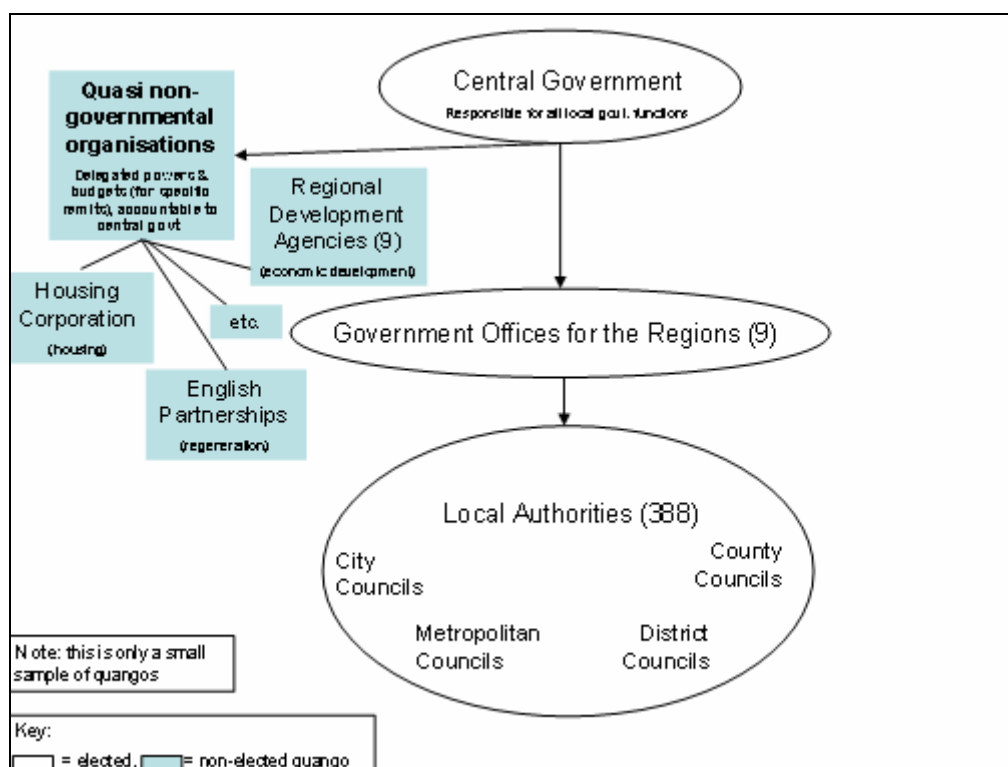 Central Government
Responsible for all local govt. functions
Quasi non-
governmental
organisations
Delegated powers &
budgets (for specific
remits), accountable to
central govt
Regional
Development
Agencies (9)
(economic development)
Housing
Corporation
(housing)
etc.
English
Partnerships
(regeneration)
Government Offices for the Regions (9)
Local Authorities (388)
City
Councils
County
Councils
Metropolitan
Councils
District
Councils
Note: this is only a small
sample of quangos
Key:
= elected, = non-elected quango